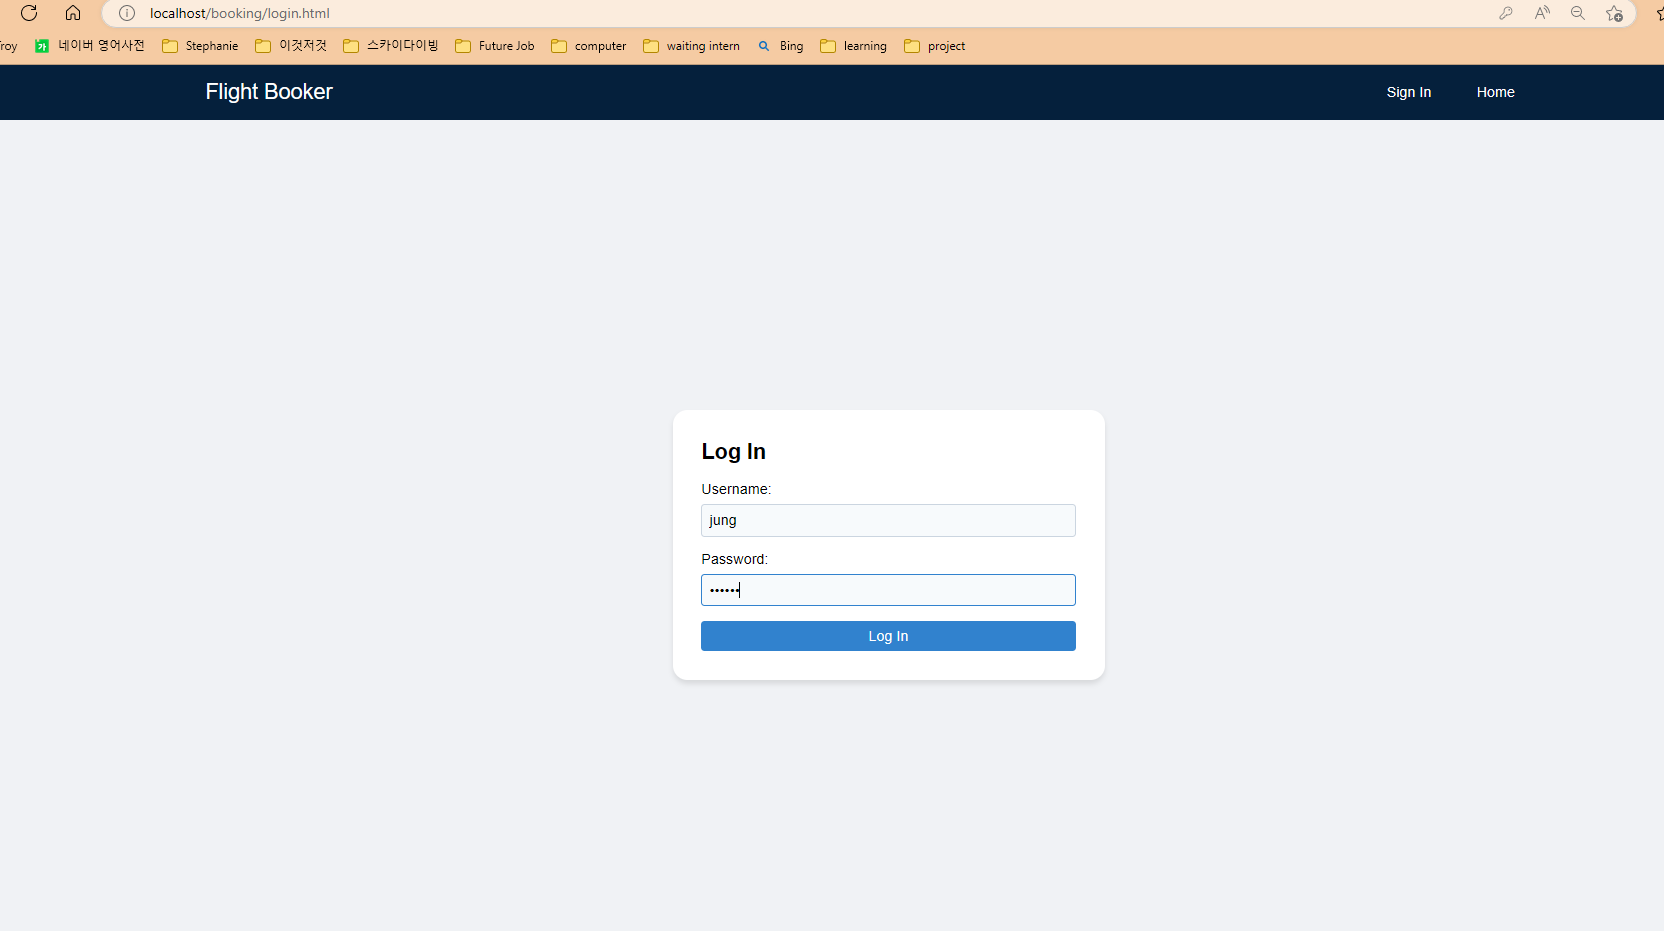 localhost/booking/login.html
네이버 영어사전 Stephanie 이것저것 스카이다이빙 Future Job computer waiting intern Bing learning project
Flight Booker Sign In Home
Log In
Username:
jung
Password:
••••••
Log In